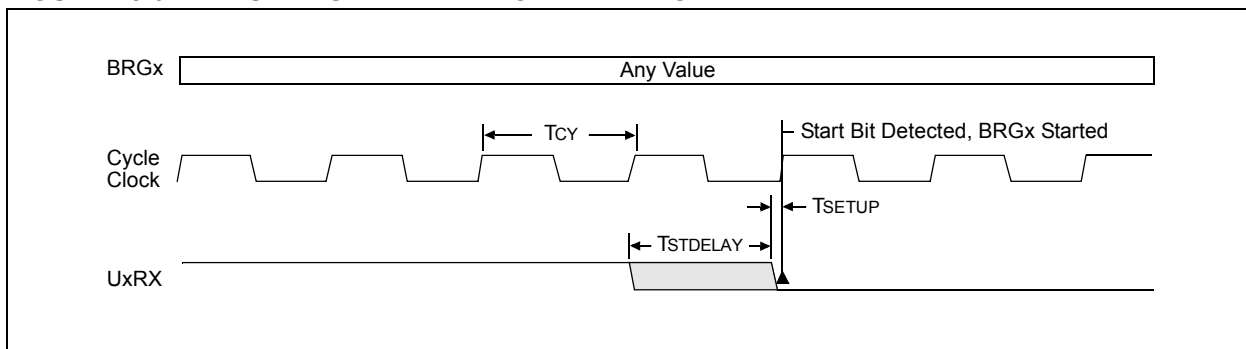 BRGx
Any Value
TCY
Start Bit Detected, BRGx Started
Cycle
Clock
TSETUP
TSTDELAY
UxRX